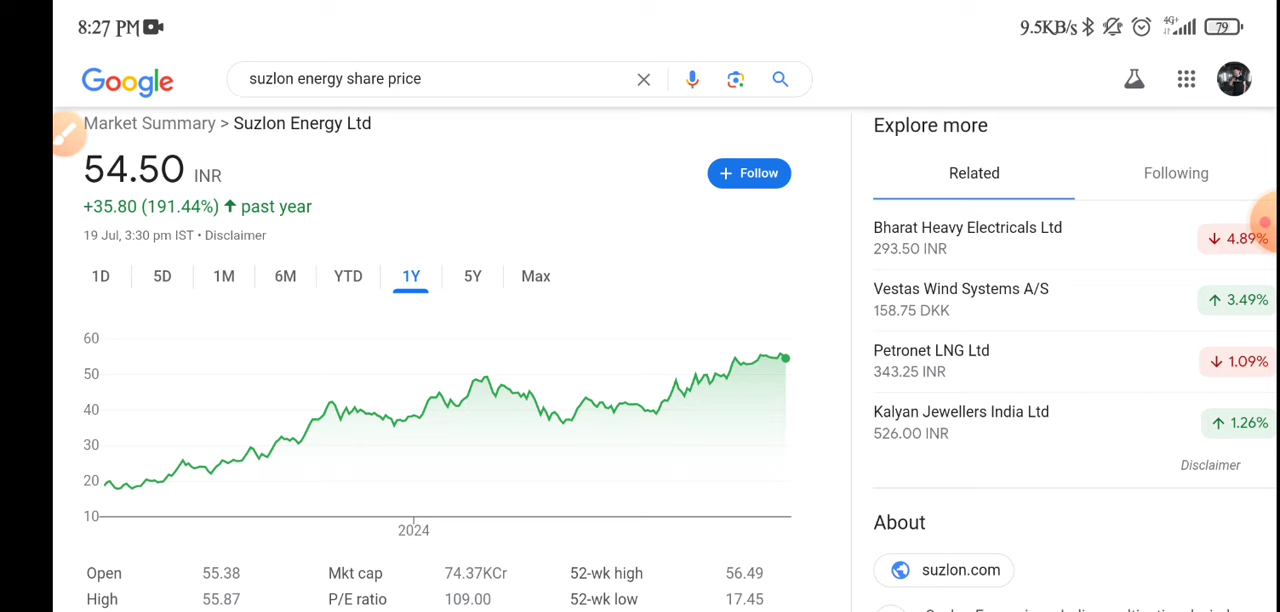 8:27 PM
9.5KB/s 4G+ 79
Google
suzlon energy share price
Market Summary > Suzlon Energy Ltd
54.50 INR
+ Follow
+35.80 (191.44%) ↑ past year
19 Jul, 3:30 pm IST • Disclaimer
1D 5D 1M 6M YTD 1Y 5Y Max
60
50
40
30
20
10
2024
Open 55.38 Mkt cap 74.37KCr 52-wk high 56.49
High 55.87 P/E ratio 109.00 52-wk low 17.45
Explore more
Related Following
Bharat Heavy Electricals Ltd
293.50 INR
↓ 4.89%
Vestas Wind Systems A/S
158.75 DKK
↑ 3.49%
Petronet LNG Ltd
343.25 INR
↓ 1.09%
Kalyan Jewellers India Ltd
526.00 INR
↑ 1.26%
Disclaimer
About
suzlon.com